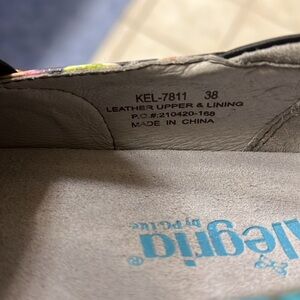 KEL-7811 38
LEATHER UPPER & LINING
P.O.#:210420-168
MADE IN CHINA
Alegria®
by PG Lite